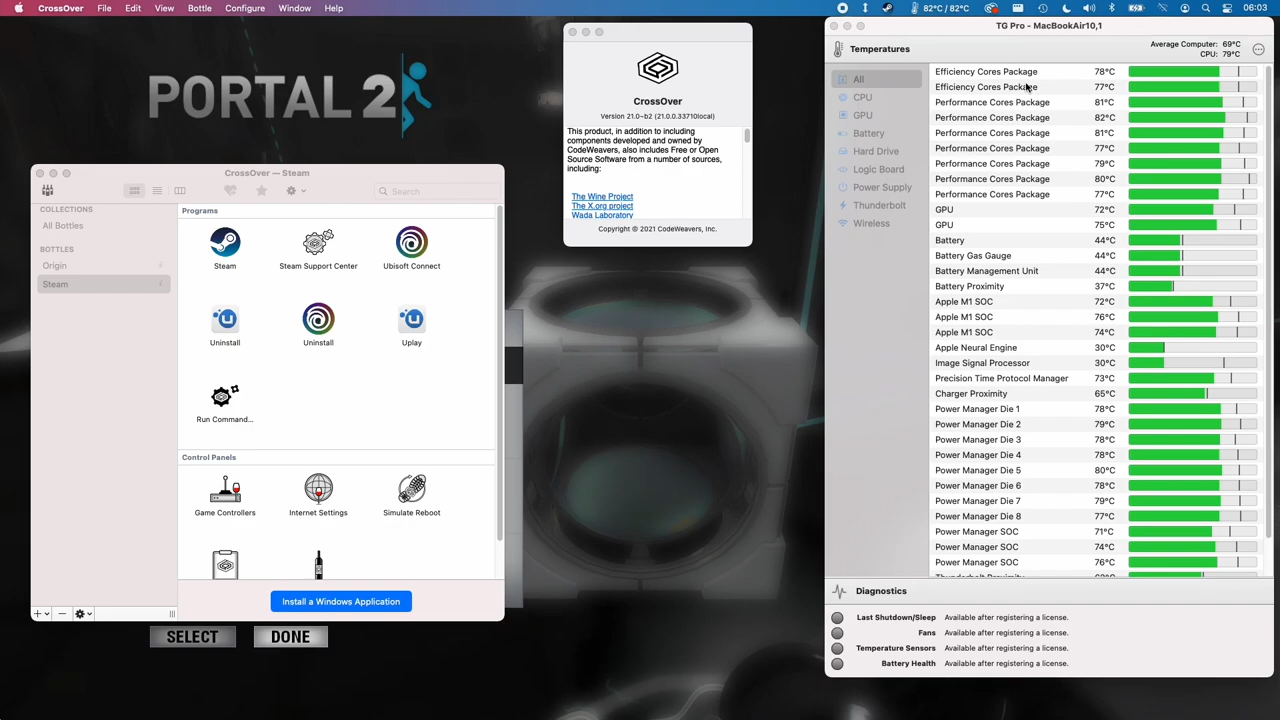 CrossOver File Edit View Bottle Configure Window Help
82°C / 82°C 06:03
PORTAL 2
CrossOver
Version 21.0~b2 (21.0.0.33710local)
This product, in addition to including
components developed and owned by
CodeWeavers, also includes Free or Open
Source Software from a number of sources,
including:
The Wine Project
The X.org project
Wada Laboratory
Copyright © 2021 CodeWeavers, Inc.
CrossOver — Steam
Search
COLLECTIONS
All Bottles
BOTTLES
Origin
Steam
Programs
Steam
Steam Support Center
Ubisoft Connect
Uninstall
Uninstall
Uplay
Run Command...
Control Panels
Game Controllers
Internet Settings
Simulate Reboot
Install a Windows Application
SELECT
DONE
TG Pro - MacBookAir10,1
Temperatures
Average Computer: 69°C
CPU: 79°C
All
CPU
GPU
Battery
Hard Drive
Logic Board
Power Supply
Thunderbolt
Wireless
Efficiency Cores Package 78°C
Efficiency Cores Package 77°C
Performance Cores Package 81°C
Performance Cores Package 82°C
Performance Cores Package 81°C
Performance Cores Package 77°C
Performance Cores Package 79°C
Performance Cores Package 80°C
Performance Cores Package 77°C
GPU 72°C
GPU 75°C
Battery 44°C
Battery Gas Gauge 44°C
Battery Management Unit 44°C
Battery Proximity 37°C
Apple M1 SOC 72°C
Apple M1 SOC 76°C
Apple M1 SOC 74°C
Apple Neural Engine 30°C
Image Signal Processor 30°C
Precision Time Protocol Manager 73°C
Charger Proximity 65°C
Power Manager Die 1 78°C
Power Manager Die 2 79°C
Power Manager Die 3 78°C
Power Manager Die 4 78°C
Power Manager Die 5 80°C
Power Manager Die 6 78°C
Power Manager Die 7 79°C
Power Manager Die 8 77°C
Power Manager SOC 71°C
Power Manager SOC 74°C
Power Manager SOC 76°C
Diagnostics
Last Shutdown/Sleep Available after registering a license.
Fans Available after registering a license.
Temperature Sensors Available after registering a license.
Battery Health Available after registering a license.